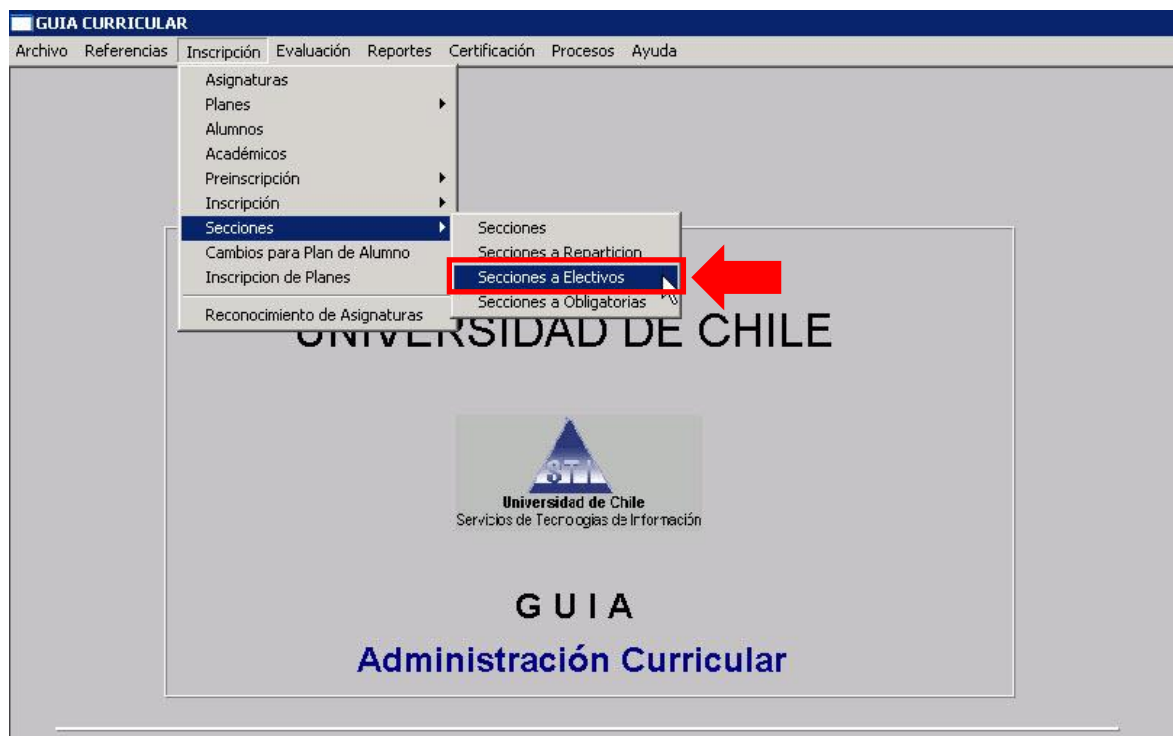 GUIA CURRICULAR
Archivo Referencias Inscripción Evaluación Reportes Certificación Procesos Ayuda
Asignaturas
Planes
Alumnos
Académicos
Preinscripción
Inscripción
Secciones
Cambios para Plan de Alumno
Inscripcion de Planes
Reconocimiento de Asignaturas
Secciones
Secciones a Reparticion
Secciones a Electivos
Secciones a Obligatorias
UNIVERSIDAD DE CHILE
STI
Universidad de Chile
Servicios de Tecnologias de Información
G U I A
Administración Curricular